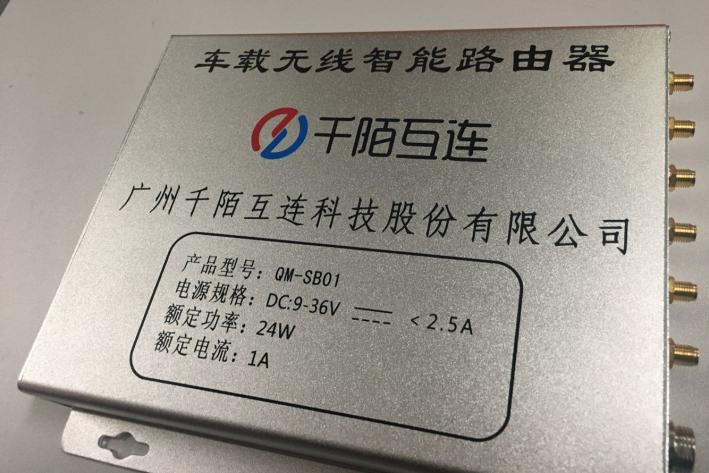 车载无线智能路由器
千陌互连
广州千陌互连科技股份有限公司
产品型号：QM-SB01
电源规格：DC:9-36V ⎓ <2.5A
额定功率：24W
额定电流：1A